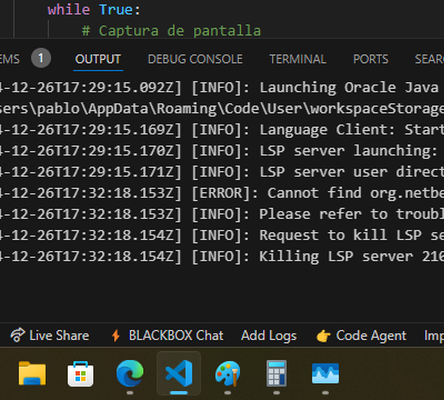 while True:
# Captura de pantalla
EMS 1 OUTPUT DEBUG CONSOLE TERMINAL PORTS SEAR
4-12-26T17:29:15.092Z] [INFO]: Launching Oracle Java
sers\pablo\AppData\Roaming\Code\User\workspaceStorage
4-12-26T17:29:15.169Z] [INFO]: Language Client: Start
4-12-26T17:29:15.170Z] [INFO]: LSP server launching:
4-12-26T17:29:15.171Z] [INFO]: LSP server user direct
4-12-26T17:32:18.153Z] [ERROR]: Cannot find org.netbe
4-12-26T17:32:18.153Z] [INFO]: Please refer to troubl
4-12-26T17:32:18.154Z] [INFO]: Request to kill LSP se
4-12-26T17:32:18.154Z] [INFO]: Killing LSP server 210
Live Share BLACKBOX Chat Add Logs Code Agent Imp